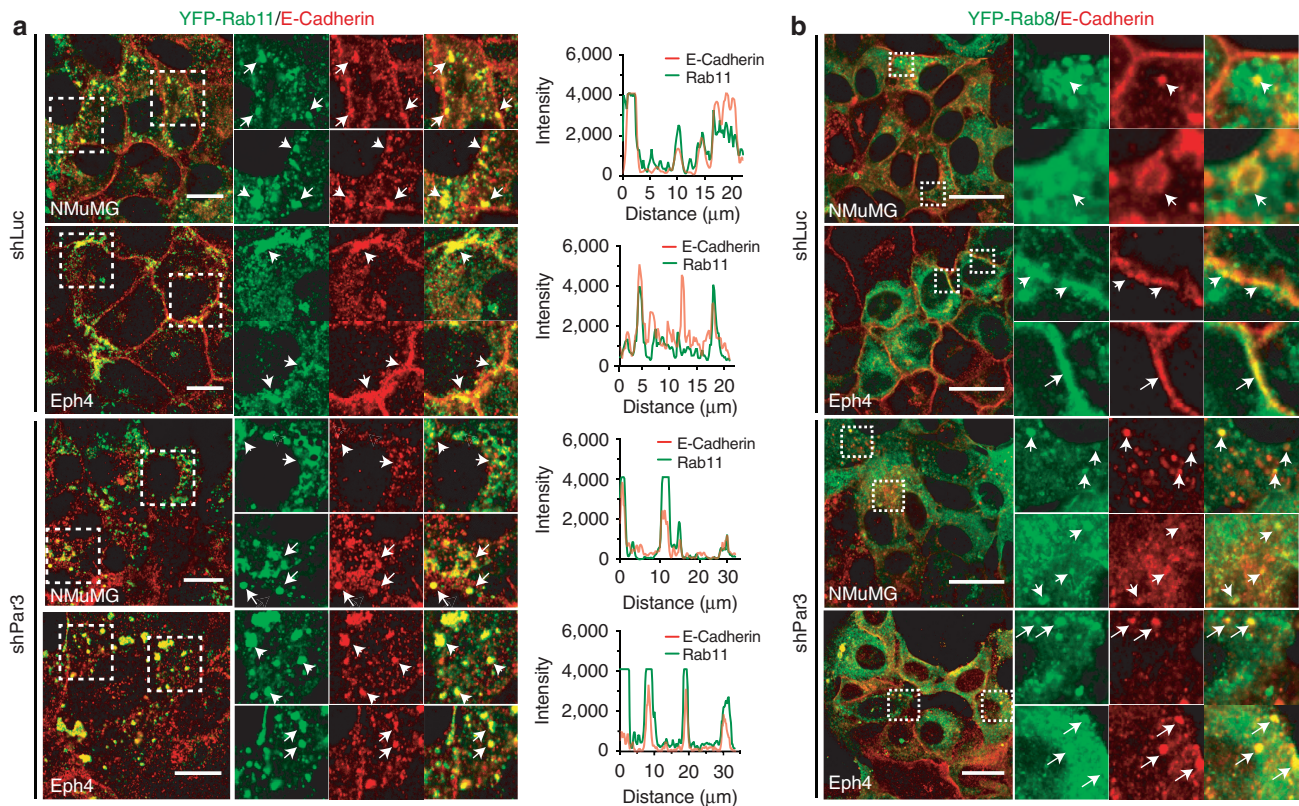 a
YFP-Rab11/E-Cadherin
shLuc
NMuMG
Eph4
shPar3
NMuMG
Eph4
6,000
4,000
2,000
0
Intensity
E-Cadherin
Rab11
0 5 10 15 20
Distance (μm)
6,000
4,000
2,000
0
Intensity
E-Cadherin
Rab11
0 5 10 15 20
Distance (μm)
6,000
4,000
2,000
0
Intensity
E-Cadherin
Rab11
0 10 20 30
Distance (μm)
6,000
4,000
2,000
0
Intensity
E-Cadherin
Rab11
0 10 20 30
Distance (μm)
b
YFP-Rab8/E-Cadherin
shLuc
NMuMG
Eph4
shPar3
NMuMG
Eph4